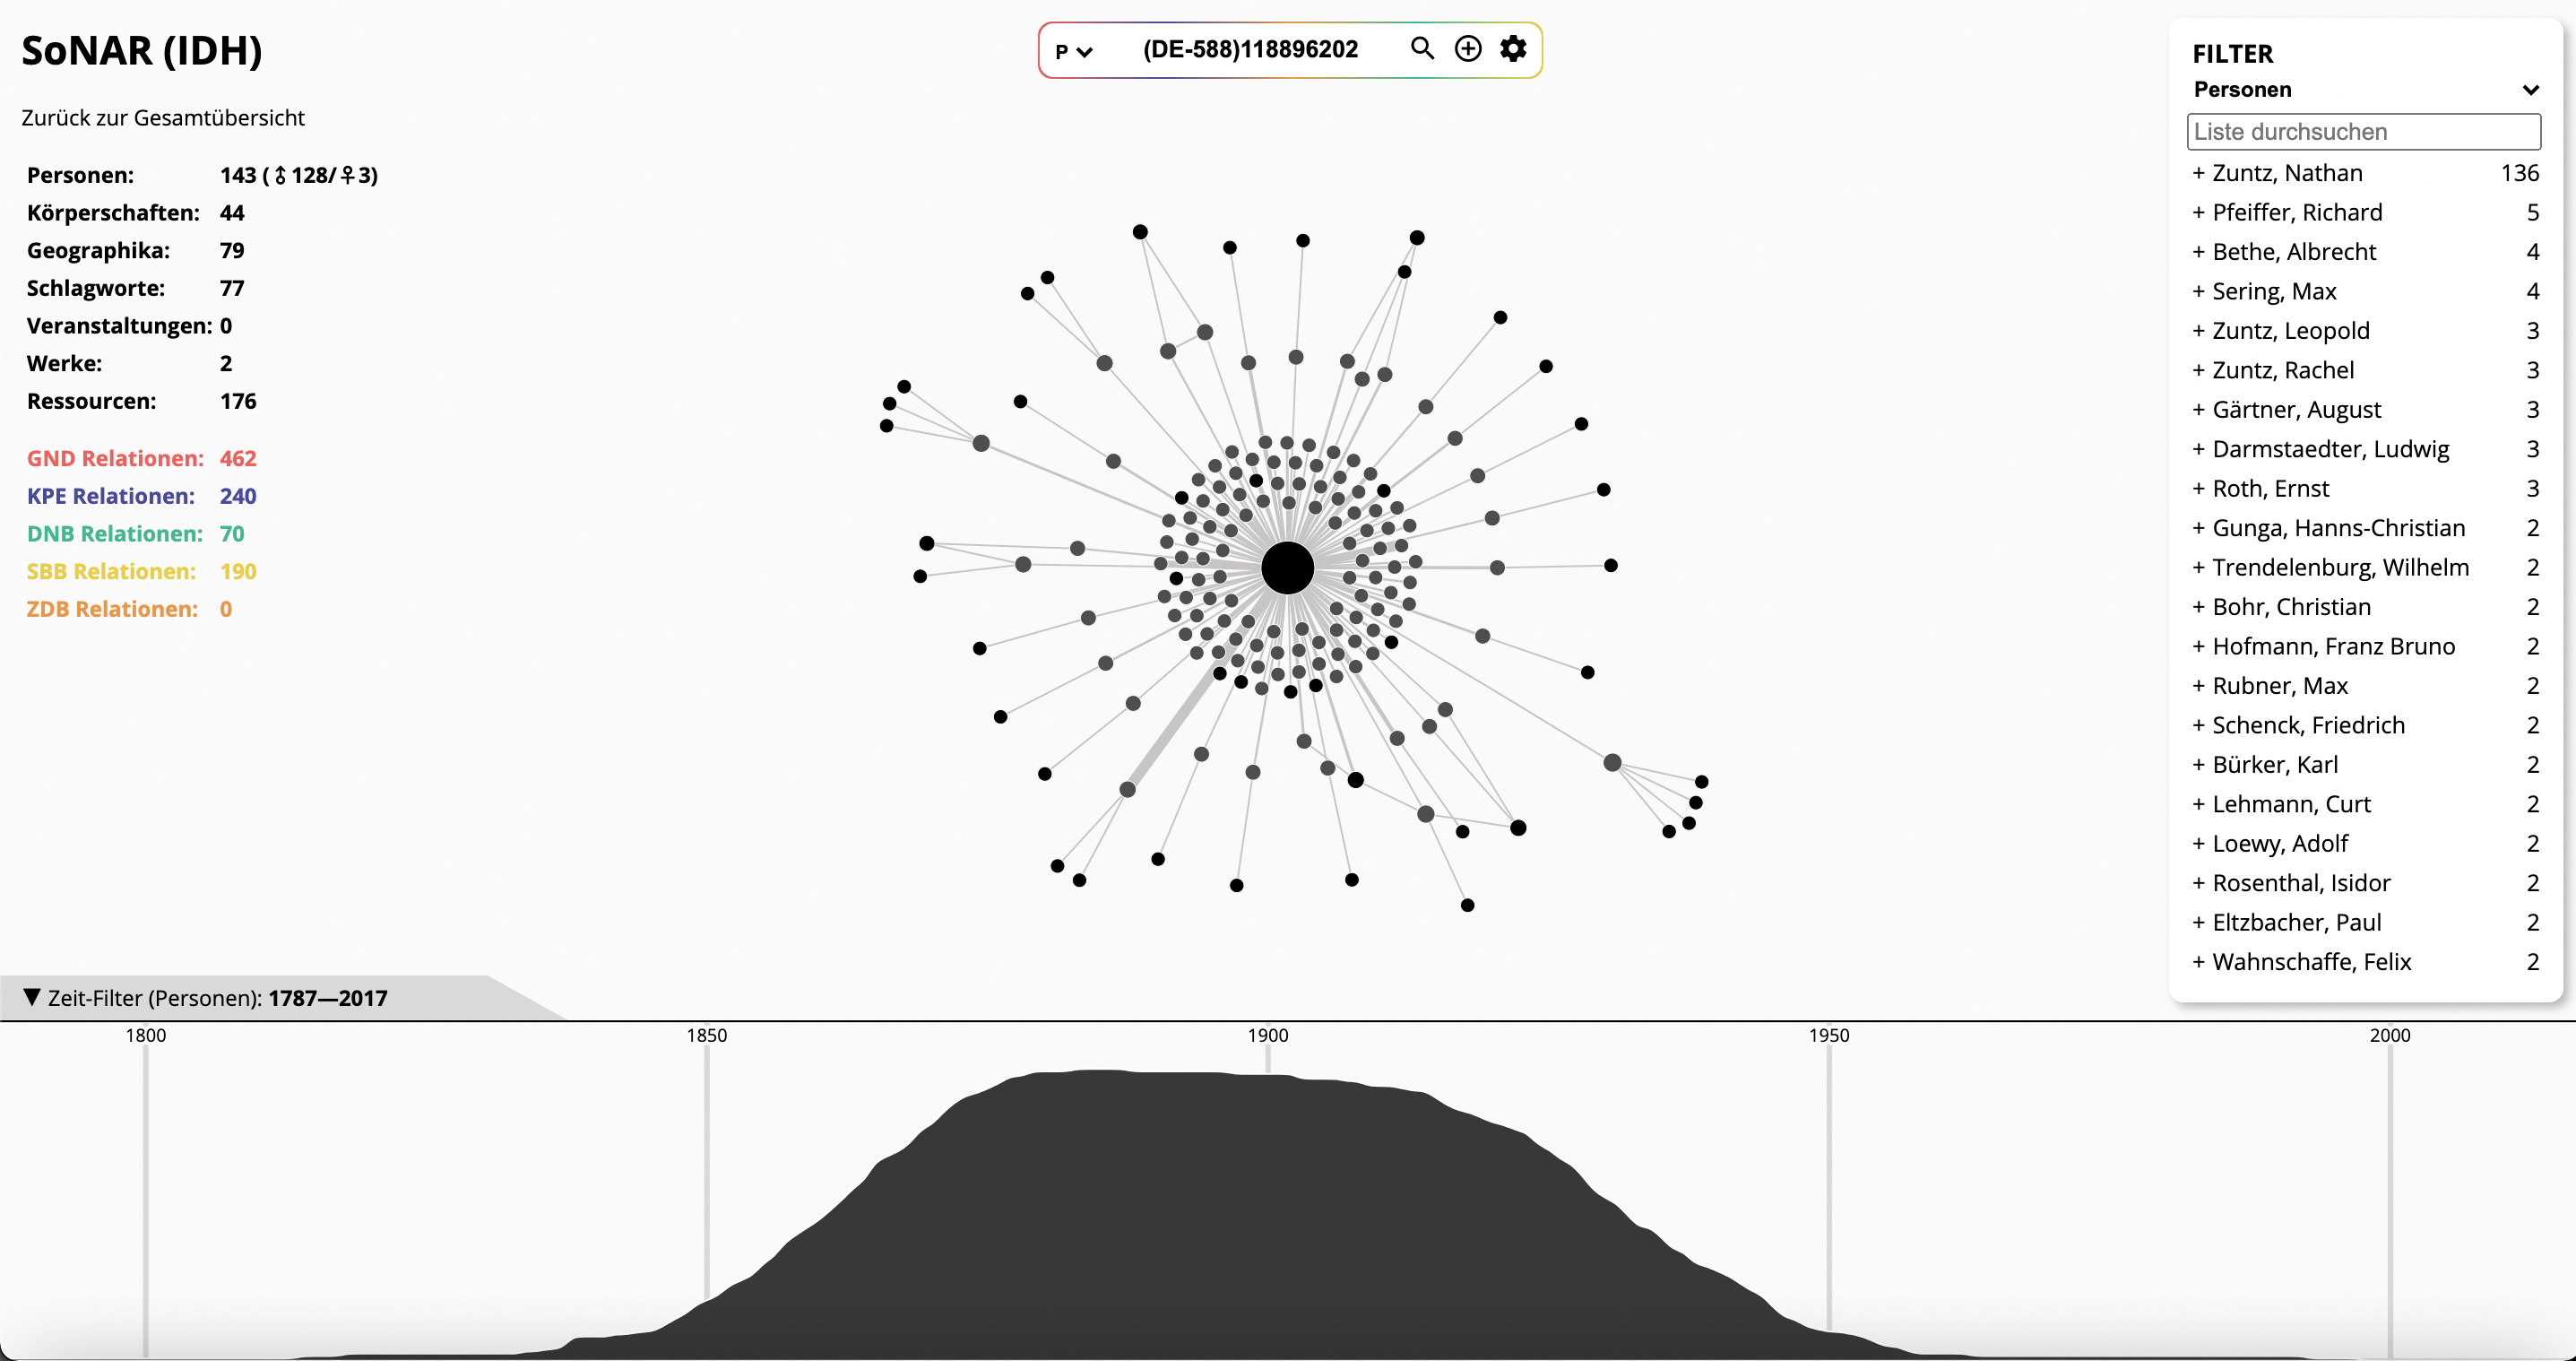 SoNAR (IDH)
Zurück zur Gesamtübersicht
Personen: 143 (⚨128/♀3)
Körperschaften: 44
Geographika: 79
Schlagworte: 77
Veranstaltungen: 0
Werke: 2
Ressourcen: 176
GND Relationen: 462
KPE Relationen: 240
DNB Relationen: 70
SBB Relationen: 190
ZDB Relationen: 0
P (DE-588)118896202
FILTER
Personen
Liste durchsuchen
+ Zuntz, Nathan 136
+ Pfeiffer, Richard 5
+ Bethe, Albrecht 4
+ Sering, Max 4
+ Zuntz, Leopold 3
+ Zuntz, Rachel 3
+ Gärtner, August 3
+ Darmstaedter, Ludwig 3
+ Roth, Ernst 3
+ Gunga, Hanns-Christian 2
+ Trendelenburg, Wilhelm 2
+ Bohr, Christian 2
+ Hofmann, Franz Bruno 2
+ Rubner, Max 2
+ Schenck, Friedrich 2
+ Bürker, Karl 2
+ Lehmann, Curt 2
+ Loewy, Adolf 2
+ Rosenthal, Isidor 2
+ Eltzbacher, Paul 2
+ Wahnschaffe, Felix 2
▼ Zeit-Filter (Personen): 1787—2017
1800 1850 1900 1950 2000